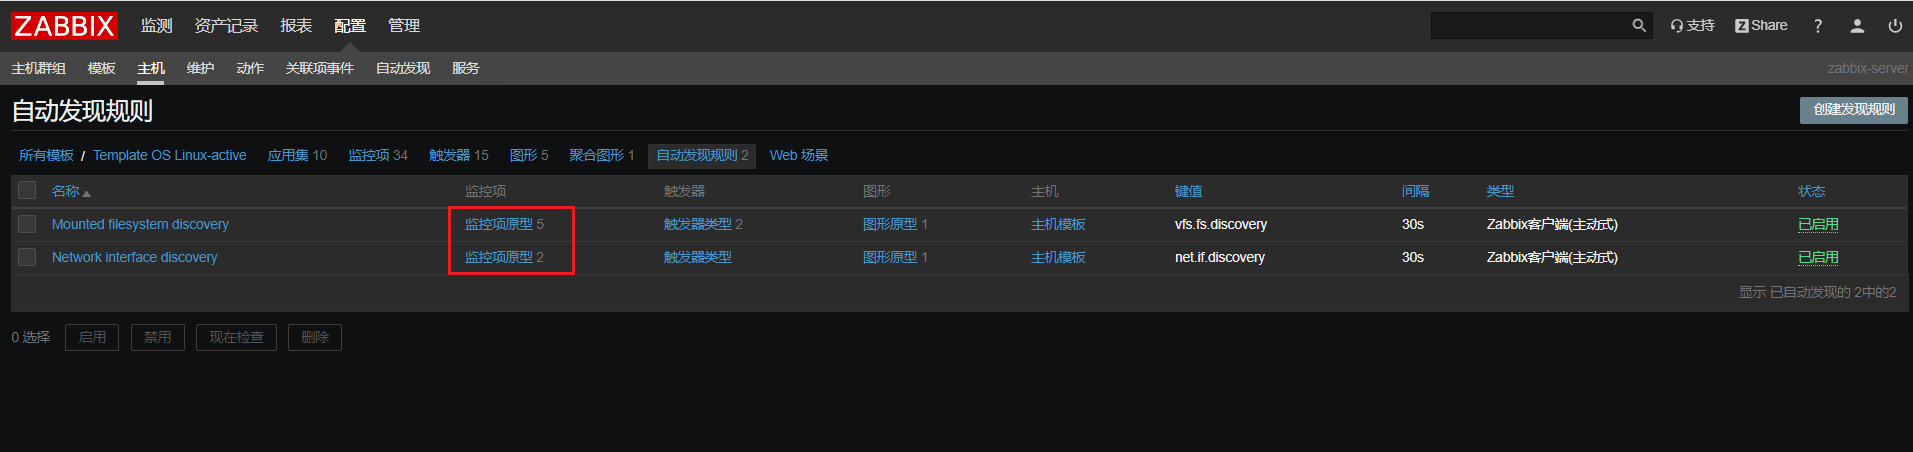 ZABBIX 监测 资产记录 报表 配置 管理 支持 Z Share ?
主机群组 模板 主机 维护 动作 关联项事件 自动发现 服务 zabbix-server
自动发现规则 创建发现规则
所有模板 / Template OS Linux-active 应用集 10 监控项 34 触发器 15 图形 5 聚合图形 1 自动发现规则 2 Web 场景
名称 监控项 触发器 图形 主机 键值 间隔 类型 状态
Mounted filesystem discovery 监控项原型 5 触发器类型 2 图形原型 1 主机模板 vfs.fs.discovery 30s Zabbix客户端(主动式) 已启用
Network interface discovery 监控项原型 2 触发器类型 图形原型 1 主机模板 net.if.discovery 30s Zabbix客户端(主动式) 已启用
显示 已自动发现的 2中的2
0 选择 启用 禁用 现在检查 删除